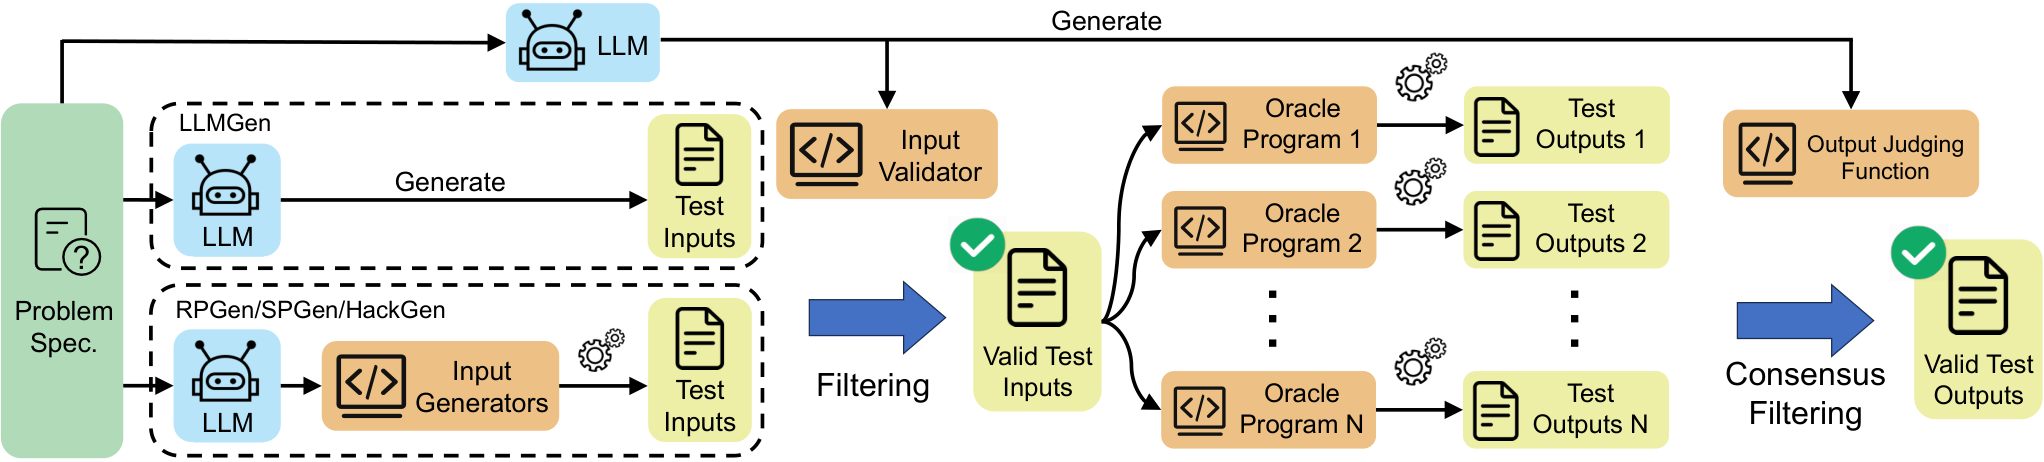 LLM
Generate
Problem
Spec.
LLMGen
LLM
Generate
Test
Inputs
RPGen/SPGen/HackGen
LLM
Input
Generators
Test
Inputs
Input
Validator
Filtering
Valid Test
Inputs
Oracle
Program 1
Test
Outputs 1
Oracle
Program 2
Test
Outputs 2
Oracle
Program N
Test
Outputs N
Output Judging
Function
Consensus
Filtering
Valid Test
Outputs